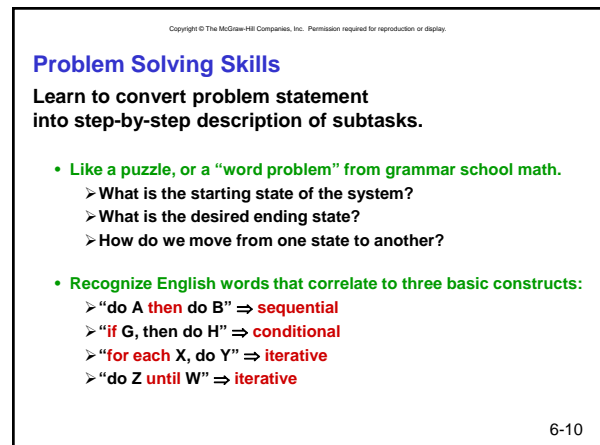 Copyright © The McGraw-Hill Companies, Inc.  Permission required for reproduction or display.
Problem Solving Skills
Learn to convert problem statement
into step-by-step description of subtasks.
• Like a puzzle, or a “word problem” from grammar school math.
➢What is the starting state of the system?
➢What is the desired ending state?
➢How do we move from one state to another?
• Recognize English words that correlate to three basic constructs:
➢“do A then do B” ⇒ sequential
➢“if G, then do H” ⇒ conditional
➢“for each X, do Y” ⇒ iterative
➢“do Z until W” ⇒ iterative
6-10